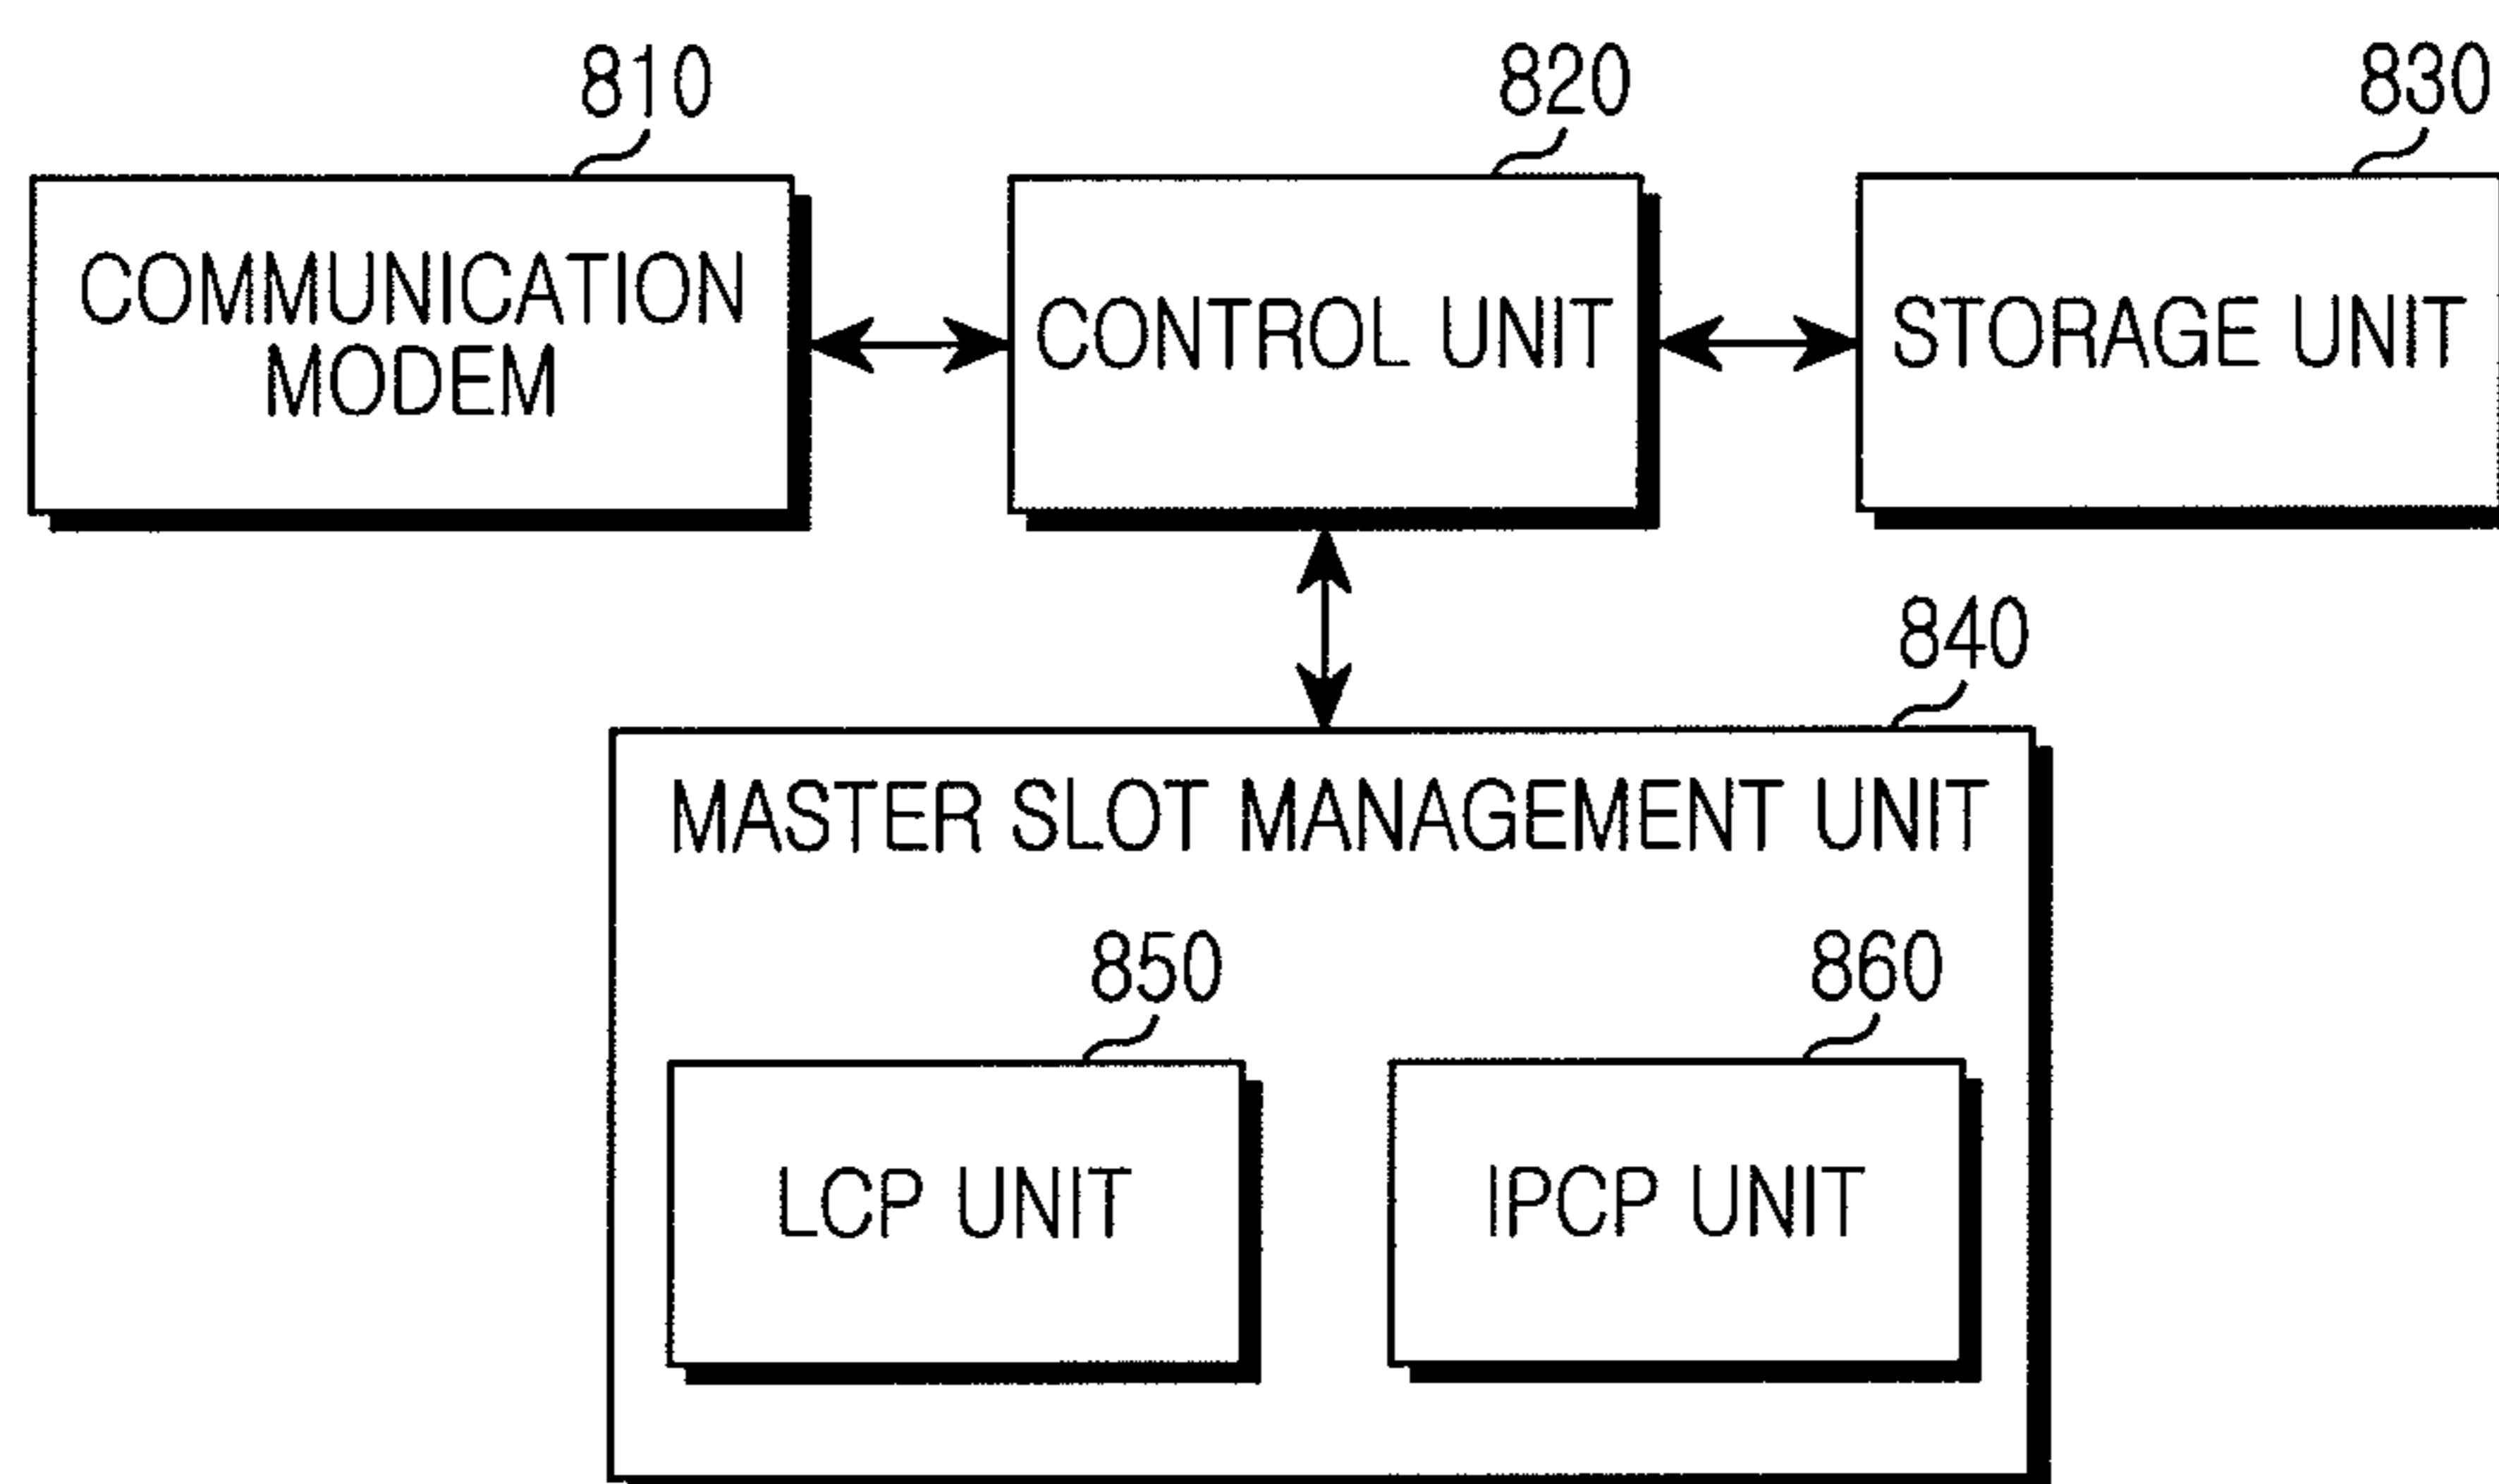 810
820
830
COMMUNICATION
MODEM
CONTROL UNIT
STORAGE UNIT
840
MASTER SLOT MANAGEMENT UNIT
850
860
LCP UNIT
IPCP UNIT